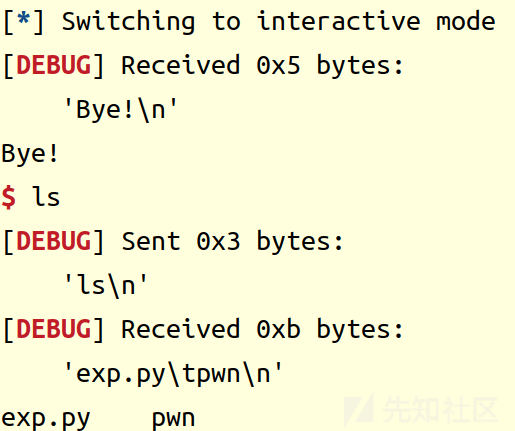 [*] Switching to interactive mode
[DEBUG] Received 0x5 bytes:
    'Bye!\n'
Bye!
$ ls
[DEBUG] Sent 0x3 bytes:
    'ls\n'
[DEBUG] Received 0xb bytes:
    'exp.py\tpwn\n'
exp.py    pwn
先知社区